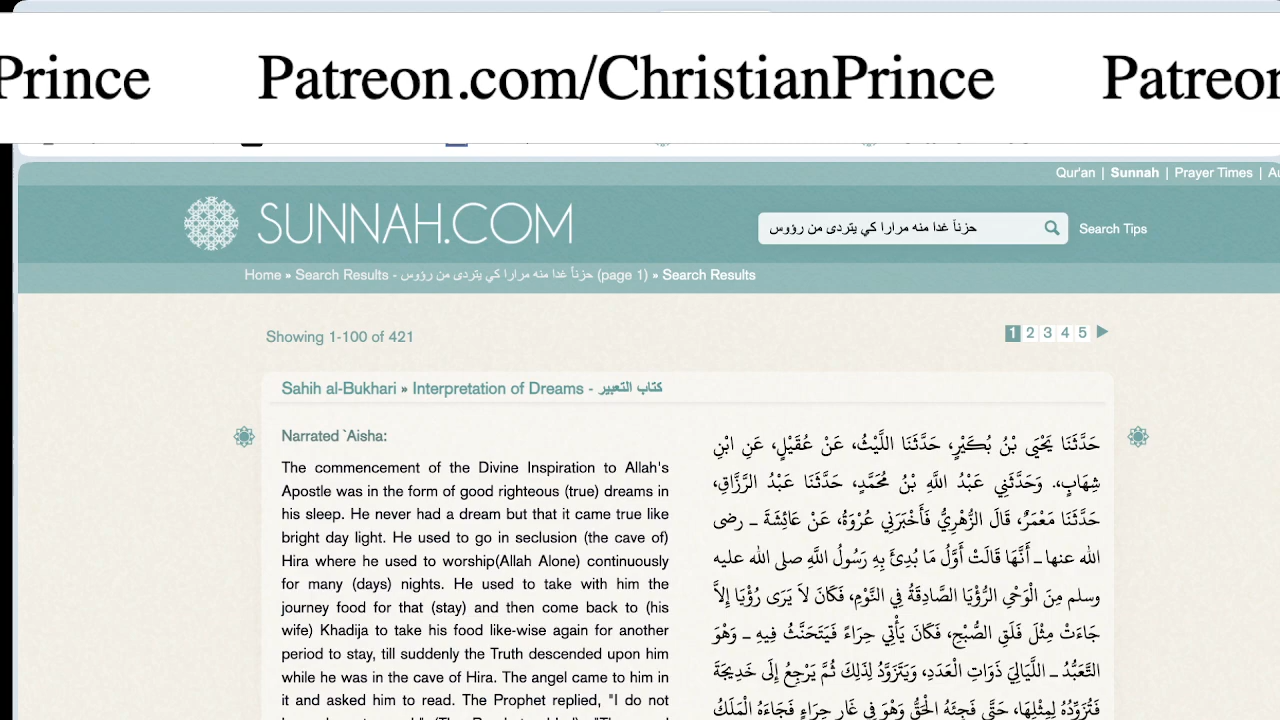 Prince Patreon.com/ChristianPrince Patreon
Qur'an | Sunnah | Prayer Times |
SUNNAH.COM
حزناً غدا منه مرارا كي يتردى من رؤوس
Search Tips
Home » Search Results - حزناً غدا منه مرارا كي يتردى من رؤوس (page 1) » Search Results
Showing 1-100 of 421
1 2 3 4 5
Sahih al-Bukhari » Interpretation of Dreams - كتاب التعبير
Narrated `Aisha:
The commencement of the Divine Inspiration to Allah's
Apostle was in the form of good righteous (true) dreams in
his sleep. He never had a dream but that it came true like
bright day light. He used to go in seclusion (the cave of)
Hira where he used to worship(Allah Alone) continuously
for many (days) nights. He used to take with him the
journey food for that (stay) and then come back to (his
wife) Khadija to take his food like-wise again for another
period to stay, till suddenly the Truth descended upon him
while he was in the cave of Hira. The angel came to him in
it and asked him to read. The Prophet replied, "I do not
حَدَّثَنَا يَحْيَى بْنُ بُكَيْرٍ، حَدَّثَنَا اللَّيْثُ، عَنْ عُقَيْلٍ، عَنِ ابْنِ
شِهَابٍ،. وَحَدَّثَنِي عَبْدُ اللَّهِ بْنُ مُحَمَّدٍ، حَدَّثَنَا عَبْدُ الرَّزَّاقِ،
حَدَّثَنَا مَعْمَرٌ، قَالَ الزُّهْرِيُّ فَأَخْبَرَنِي عُرْوَةُ، عَنْ عَائِشَةَ ـ رضى
الله عنها ـ أَنَّهَا قَالَتْ أَوَّلُ مَا بُدِئَ بِهِ رَسُولُ اللَّهِ صلى الله عليه
وسلم مِنَ الْوَحْىِ الرُّؤْيَا الصَّادِقَةُ فِي النَّوْمِ، فَكَانَ لاَ يَرَى رُؤْيَا إِلاَّ
جَاءَتْ مِثْلَ فَلَقِ الصُّبْحِ، فَكَانَ يَأْتِي حِرَاءً فَيَتَحَنَّثُ فِيهِ ـ وَهْوَ
التَّعَبُّدُ ـ اللَّيَالِيَ ذَوَاتِ الْعَدَدِ، وَيَتَزَوَّدُ لِذَلِكَ ثُمَّ يَرْجِعُ إِلَى خَدِيجَةَ
فَتُزَوِّدُهُ لِمِثْلِهَا، حَتَّى فَجِئَهُ الْحَقُّ وَهْوَ فِي غَارِ حِرَاءٍ فَجَاءَهُ الْمَلَكُ